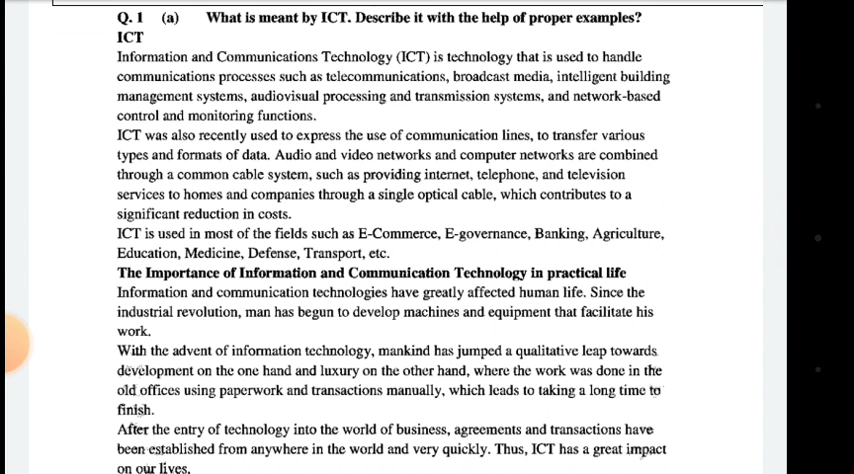 Q. 1 (a) What is meant by ICT. Describe it with the help of proper examples?
ICT
Information and Communications Technology (ICT) is technology that is used to handle
communications processes such as telecommunications, broadcast media, intelligent building
management systems, audiovisual processing and transmission systems, and network-based
control and monitoring functions.
ICT was also recently used to express the use of communication lines, to transfer various
types and formats of data. Audio and video networks and computer networks are combined
through a common cable system, such as providing internet, telephone, and television
services to homes and companies through a single optical cable, which contributes to a
significant reduction in costs.
ICT is used in most of the fields such as E-Commerce, E-governance, Banking, Agriculture,
Education, Medicine, Defense, Transport, etc.
The Importance of Information and Communication Technology in practical life
Information and communication technologies have greatly affected human life. Since the
industrial revolution, man has begun to develop machines and equipment that facilitate his
work.
With the advent of information technology, mankind has jumped a qualitative leap towards
development on the one hand and luxury on the other hand, where the work was done in the
old offices using paperwork and transactions manually, which leads to taking a long time to
finish.
After the entry of technology into the world of business, agreements and transactions have
been established from anywhere in the world and very quickly. Thus, ICT has a great impact
on our lives.